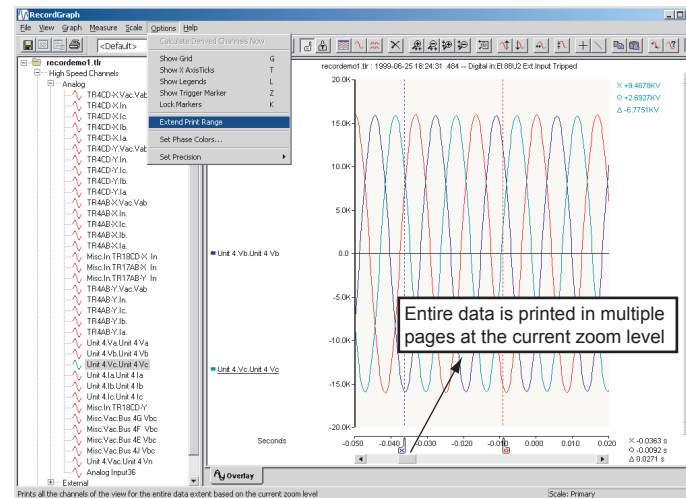 RecordGraph
File View Graph Measure Scale Options Help
<Default>
Calculate Derived Channels Now
Show Grid G
Show X AxisTicks T
Show Legends L
Show Trigger Marker Z
Lock Markers K
Extend Print Range
Set Phase Colors...
Set Precision
recordemo1.tlr
High Speed Channels
Analog
TR4CD-X.Vac.Vab
TR4CD-X.In.
TR4CD-X.Ic.
TR4CD-X.Ib.
TR4CD-X.Ia.
TR4CD-Y.Vac.Vab
TR4CD-Y.In.
TR4CD-Y.Ic.
TR4CD-Y.Ib.
TR4CD-Y.Ia.
TR4AB-X.Vac.Vab
TR4AB-X.In.
TR4AB-X.Ic.
TR4AB-X.Ib.
TR4AB-X.Ia.
Misc.In.TR18CD-X In
Misc.In.TR17AB-X In
Misc.In.TR17AB-Y In
TR4AB-Y.Vac.Vab
TR4AB-Y.In.
TR4AB-Y.Ic.
TR4AB-Y.Ib.
TR4AB-Y.Ia.
Unit 4.Va.Unit 4 Va
Unit 4.Vb.Unit 4 Vb
Unit 4.Vc.Unit 4 Vc
Unit 4.Ia.Unit 4 Ia
Unit 4.Ib.Unit 4 Ib
Unit 4.Ic.Unit 4 Ic
Misc.In.TR18CD-Y
Misc.Vac.Bus 4G Vbc
Misc.Vac.Bus 4F Vbc
Misc.Vac.Bus 4E Vbc
Misc.Vac.Bus 4J Vbc
Unit 4.Vac.Unit 4 Vn
Analog Input36
External
recordemo1.tlr : 1999-06-25 18:24:31 .484 -- Digital in:EI:86U2 Ext.Input Tripped
×+9.4678KV
○+2.6927KV
△-6.7751KV
20.0K
15.0K
10.0K
5.0K
0.0
-5.0K
-10.0K
-15.0K
-20.0K
Unit 4.Vb.Unit 4 Vb
Unit 4.Vc.Unit 4 Vc
Entire data is printed in multiple
pages at the current zoom level
Seconds
-0.050 -0.040 -0.030 -0.020 -0.010 0.000 0.010 0.020
× -0.0363 s
○ -0.0092 s
△ 0.0271 s
Overlay
Prints all the channels of the view for the entire data extent based on the current zoom level
Scale: Primary